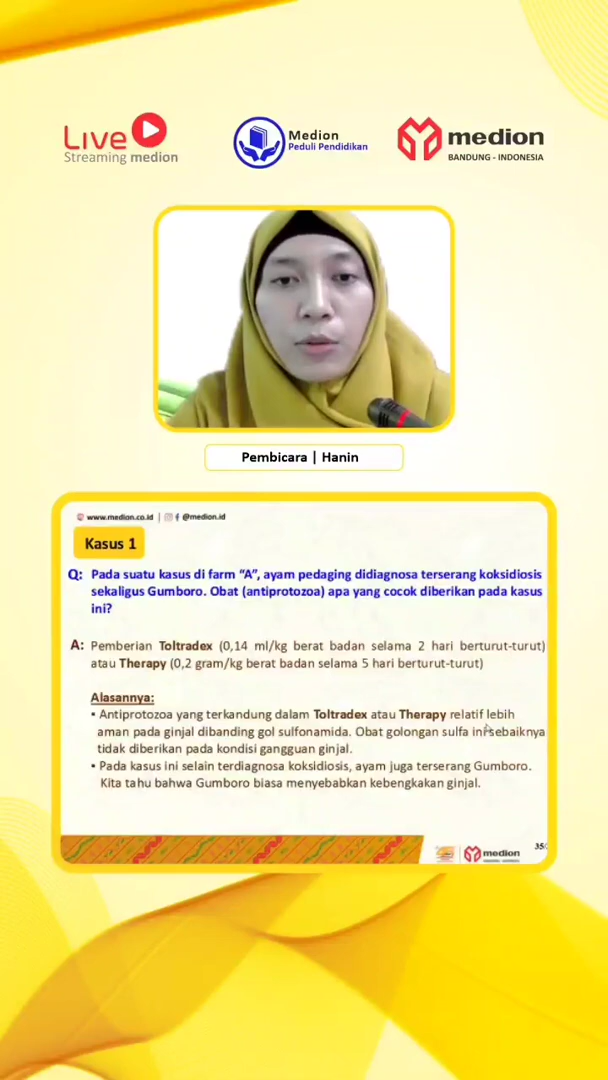 Live
Streaming medion
Medion
Peduli Pendidikan
medion
BANDUNG - INDONESIA
Pembicara | Hanin
www.medion.co.id | @medion.id
Kasus 1
Q: Pada suatu kasus di farm “A”, ayam pedaging didiagnosa terserang koksidiosis
sekaligus Gumboro. Obat (antiprotozoa) apa yang cocok diberikan pada kasus
ini?
A: Pemberian Toltradex (0,14 ml/kg berat badan selama 2 hari berturut-turut)
atau Therapy (0,2 gram/kg berat badan selama 5 hari berturut-turut)
Alasannya:
▪ Antiprotozoa yang terkandung dalam Toltradex atau Therapy relatif lebih
aman pada ginjal dibanding gol sulfonamida. Obat golongan sulfa ini sebaiknya
tidak diberikan pada kondisi gangguan ginjal.
▪ Pada kasus ini selain terdiagnosa koksidiosis, ayam juga terserang Gumboro.
Kita tahu bahwa Gumboro biasa menyebabkan kebengkakan ginjal.
medion
35/